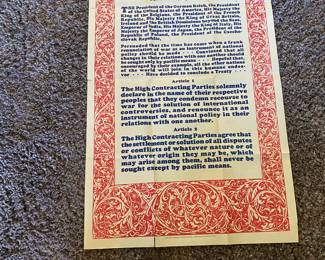 THE President of the German Reich, the President
of the United States of America, His Majesty the
King of the Belgians, the President of the French
Republic, His Majesty the King of Great Britain,
Ireland and the British Dominions beyond the Seas,
Emperor of India, His Majesty the King of Italy, His
Majesty the Emperor of Japan, the President of the
Republic of Poland, the President of the Czecho-
slovak Republic,
Persuaded that the time has come when a frank
renunciation of war as an instrument of national
policy should be made · · · Convinced that all
changes in their relations with one another should
be sought only by pacific means · · · Hopeful that,
encouraged by their example, all the other nations
of the world will join in this humane endea-
vor · · · Have decided to conclude a Treaty · · ·
Article 1
The High Contracting Parties solemnly
declare in the name of their respective
peoples that they condemn recourse to
war for the solution of international
controversies, and renounce it as an
instrument of national policy in their
relations with one another.
Article 2
The High Contracting Parties agree that
the settlement or solution of all disputes
or conflicts of whatever nature or of
whatever origin they may be, which
may arise among them, shall never be
sought except by pacific means.